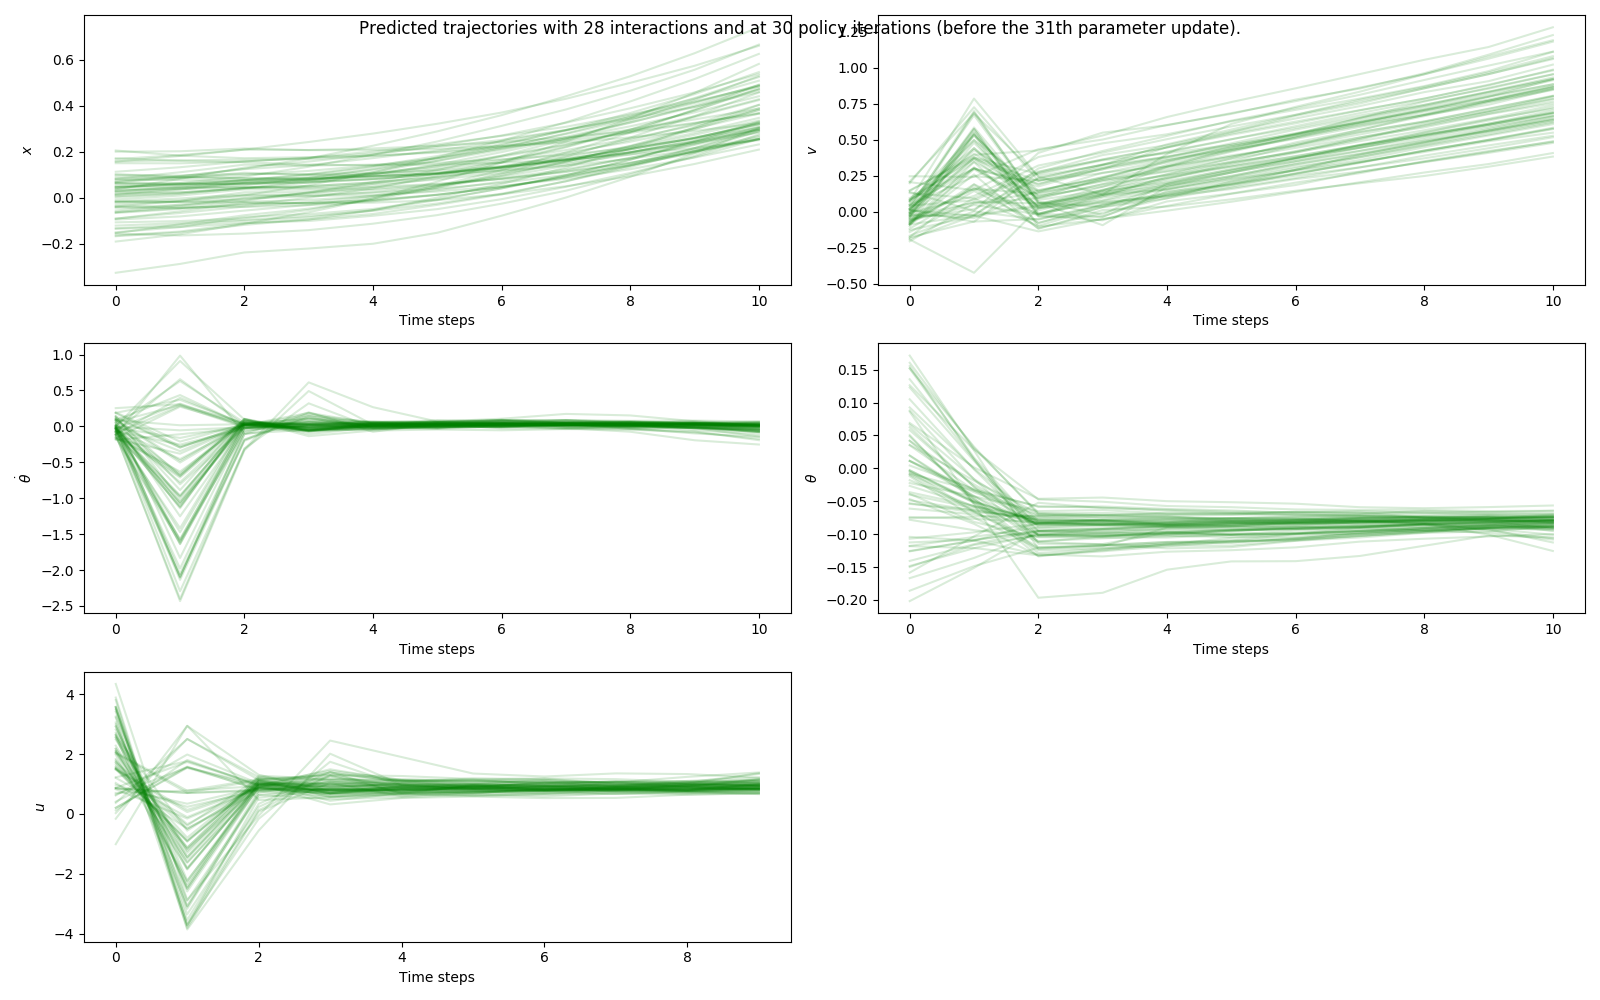 Predicted trajectories with 28 interactions and at 30 policy iterations (before the 31th parameter update).
0.6
0.4
0.2
0.0
−0.2
x
0 2 4 6 8 10
Time steps
1.25
1.00
0.75
0.50
0.25
0.00
−0.25
−0.50
v
0 2 4 6 8 10
Time steps
1.0
0.5
0.0
−0.5
−1.0
−1.5
−2.0
−2.5
θ̇
0 2 4 6 8 10
Time steps
0.15
0.10
0.05
0.00
−0.05
−0.10
−0.15
−0.20
θ
0 2 4 6 8 10
Time steps
4
2
0
−2
−4
u
0 2 4 6 8
Time steps